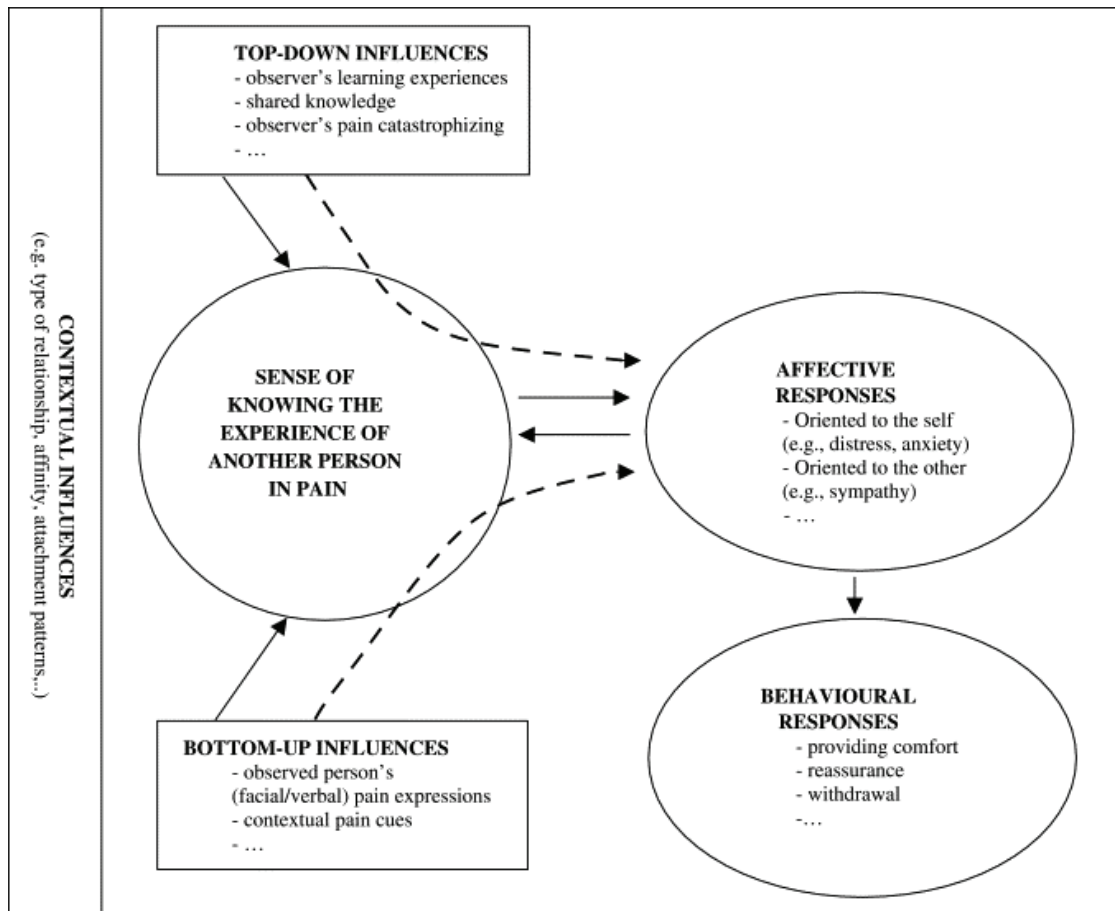 CONTEXTUAL INFLUENCES
(e.g. type of relationship, affinity, attachment patterns,..)
TOP-DOWN INFLUENCES
- observer’s learning experiences
- shared knowledge
- observer’s pain catastrophizing
- …
SENSE OF
KNOWING THE
EXPERIENCE OF
ANOTHER PERSON
IN PAIN
AFFECTIVE
RESPONSES
- Oriented to the self
(e.g., distress, anxiety)
- Oriented to the other
(e.g., sympathy)
- …
BOTTOM-UP INFLUENCES
- observed person’s
(facial/verbal) pain expressions
- contextual pain cues
- …
BEHAVIOURAL
RESPONSES
- providing comfort
- reassurance
- withdrawal
-…